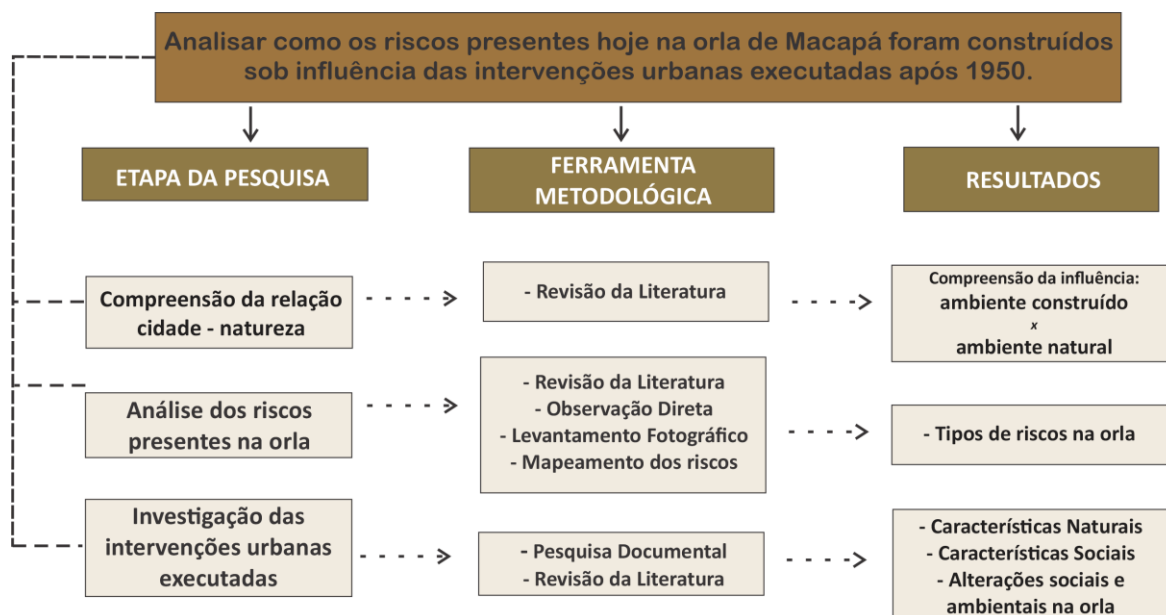 Analisar como os riscos presentes hoje na orla de Macapá foram construídos
sob influência das intervenções urbanas executadas após 1950.
ETAPA DA PESQUISA
FERRAMENTA
METODOLÓGICA
RESULTADOS
Compreensão da relação
cidade - natureza
- Revisão da Literatura
Compreensão da influência:
ambiente construído
x
ambiente natural
Análise dos riscos
presentes na orla
- Revisão da Literatura
- Observação Direta
- Levantamento Fotográfico
- Mapeamento dos riscos
- Tipos de riscos na orla
Investigação das
intervenções urbanas
executadas
- Pesquisa Documental
- Revisão da Literatura
- Característícas Naturais
- Característícas Sociais
- Alterações sociais e
ambientais na orla